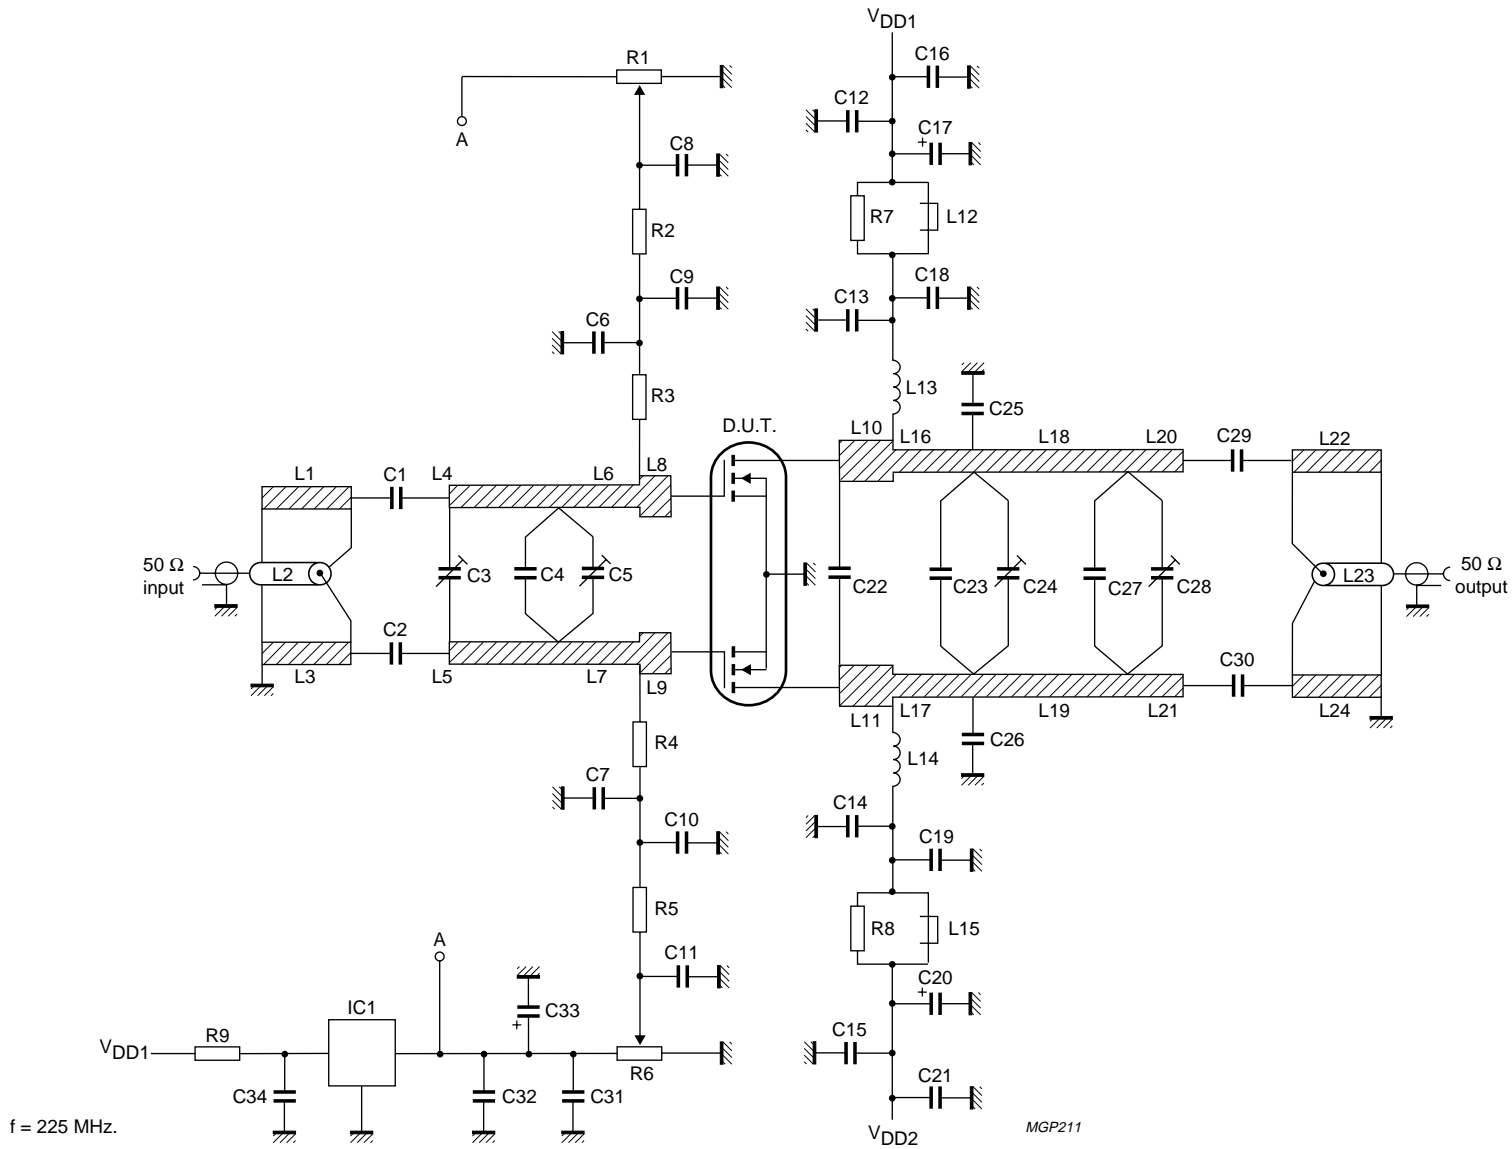 VDD1
C16
R1
C12
C17
A
C8
R7
L12
R2
C9
C18
C13
C6
L13
R3
C25
D.U.T.
L10
L16
L18
L20
C29
L22
L8
L1
C1
L4
L6
50 Ω
input
L2
C3
C4
C5
C22
C23
C24
C27
C28
L23
50 Ω
output
C2
C30
L3
L5
L7
L9
L11
L17
L19
L21
L24
R4
C26
L14
C7
C14
C10
C19
R5
R8
L15
A
C11
C20
IC1
C33
R9
C15
VDD1
R6
C34
C32
C31
C21
f = 225 MHz.
VDD2
MGP211
+
+
+